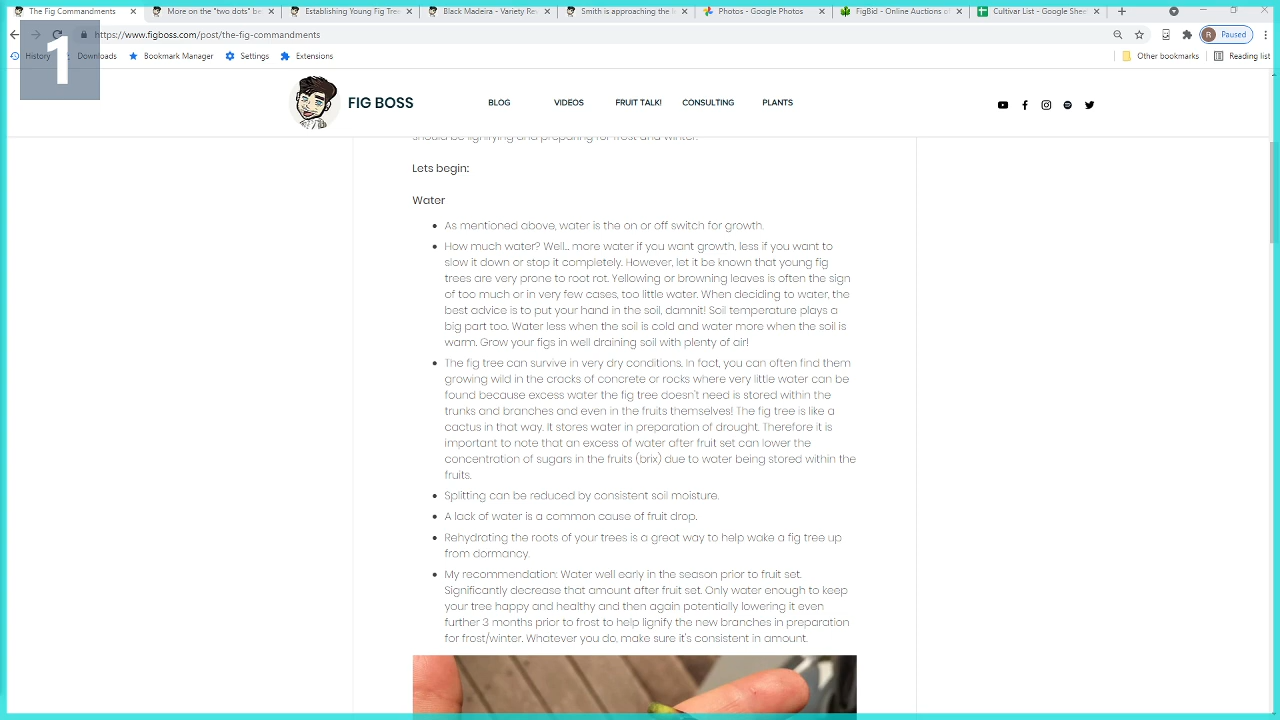 The Fig Commandments
More on the "two dots" be
Establishing Young Fig Tree
Black Madeira - Variety Re
Smith is approaching the li
Photos - Google Photos
FigBid - Online Auctions of
Cultivar List - Google Shee
1
https://www.figboss.com/post/the-fig-commandments
R Paused
History
Downloads
Bookmark Manager
Settings
Extensions
Other bookmarks
Reading list
FIG BOSS
BLOG
VIDEOS
FRUIT TALK!
CONSULTING
PLANTS
should be lignifying and preparing for frost and winter.
Lets begin:
Water
As mentioned above, water is the on or off switch for growth.
How much water? Well... more water if you want growth, less if you want to
slow it down or stop it completely. However, let it be known that young fig
trees are very prone to root rot. Yellowing or browning leaves is often the sign
of too much or in very few cases, too little water. When deciding to water, the
best advice is to put your hand in the soil, damnit! Soil temperature plays a
big part too. Water less when the soil is cold and water more when the soil is
warm. Grow your figs in well draining soil with plenty of air!
The fig tree can survive in very dry conditions. In fact, you can often find them
growing wild in the cracks of concrete or rocks where very little water can be
found because excess water the fig tree doesn't need is stored within the
trunks and branches and even in the fruits themselves! The fig tree is like a
cactus in that way. It stores water in preparation of drought. Therefore it is
important to note that an excess of water after fruit set can lower the
concentration of sugars in the fruits (brix) due to water being stored within the
fruits.
Splitting can be reduced by consistent soil moisture.
A lack of water is a common cause of fruit drop.
Rehydrating the roots of your trees is a great way to help wake a fig tree up
from dormancy.
My recommendation: Water well early in the season prior to fruit set.
Significantly decrease that amount after fruit set. Only water enough to keep
your tree happy and healthy and then again potentially lowering it even
further 3 months prior to frost to help lignify the new branches in preparation
for frost/winter. Whatever you do, make sure it's consistent in amount.